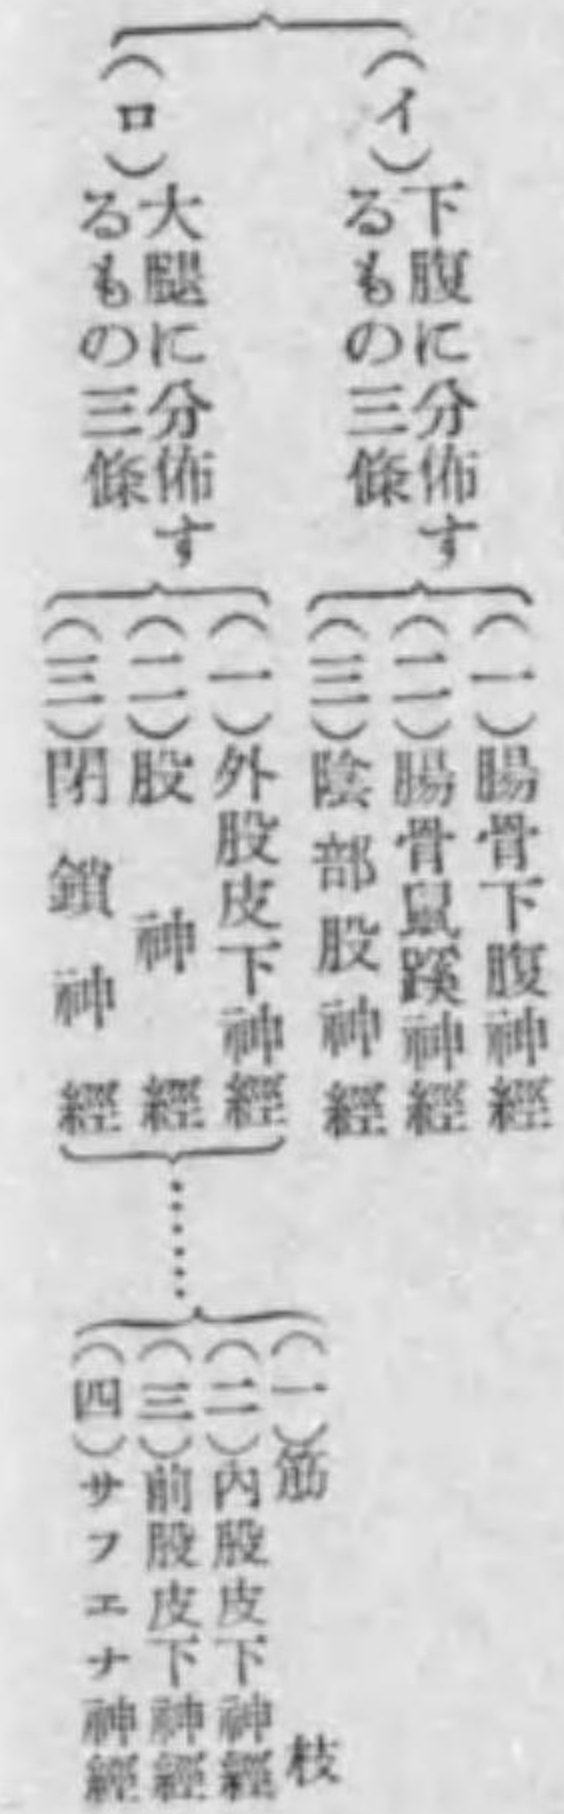 (イ)下腹に分佈す
るもの三條
(一)腸骨下腹神經
(二)腸骨鼠蹊神經
(三)陰部股神經
(ロ)大腿に分佈す
るもの三條
(一)外股皮下神經
(二)股神經
(三)閉鎖神經
……
(一)筋枝
(二)內股皮下神經
(三)前股皮下神經
(四)サフエナ神經